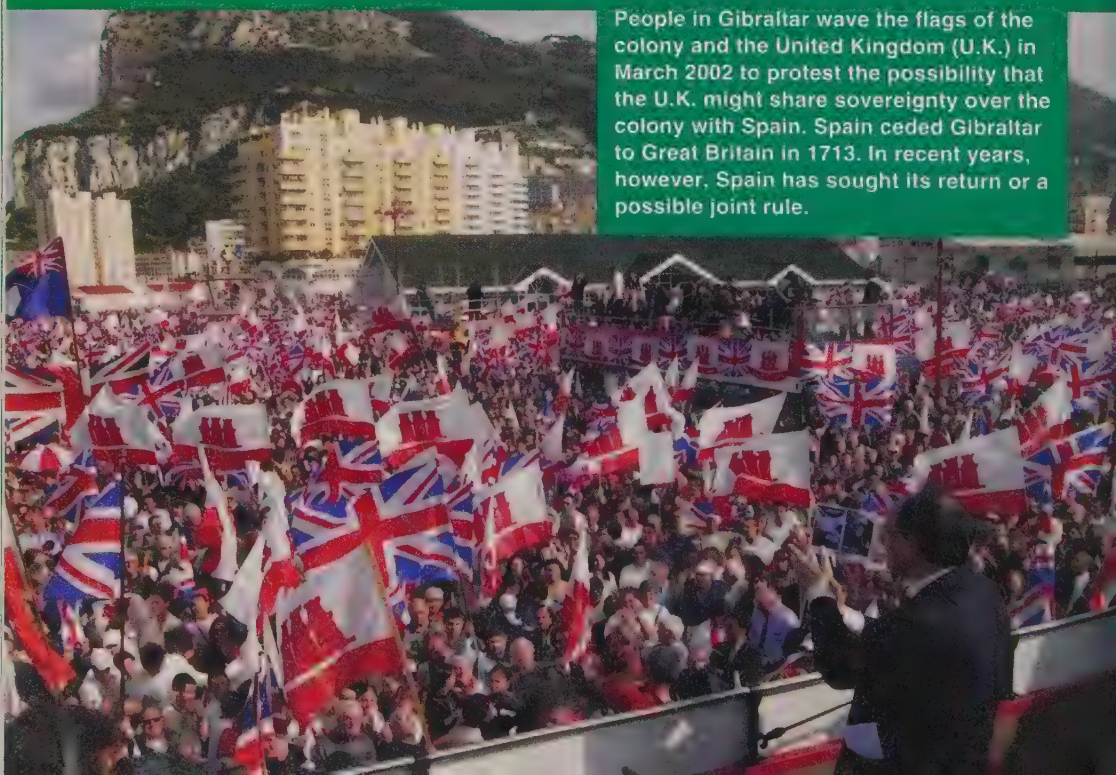 People in Gibraltar wave the flags of the
colony and the United Kingdom (U.K.) in
March 2002 to protest the possibility that
the U.K. might share sovereignty over the
colony with Spain. Spain ceded Gibraltar
to Great Britain in 1713. In recent years,
however, Spain has sought its return or a
possible joint rule.